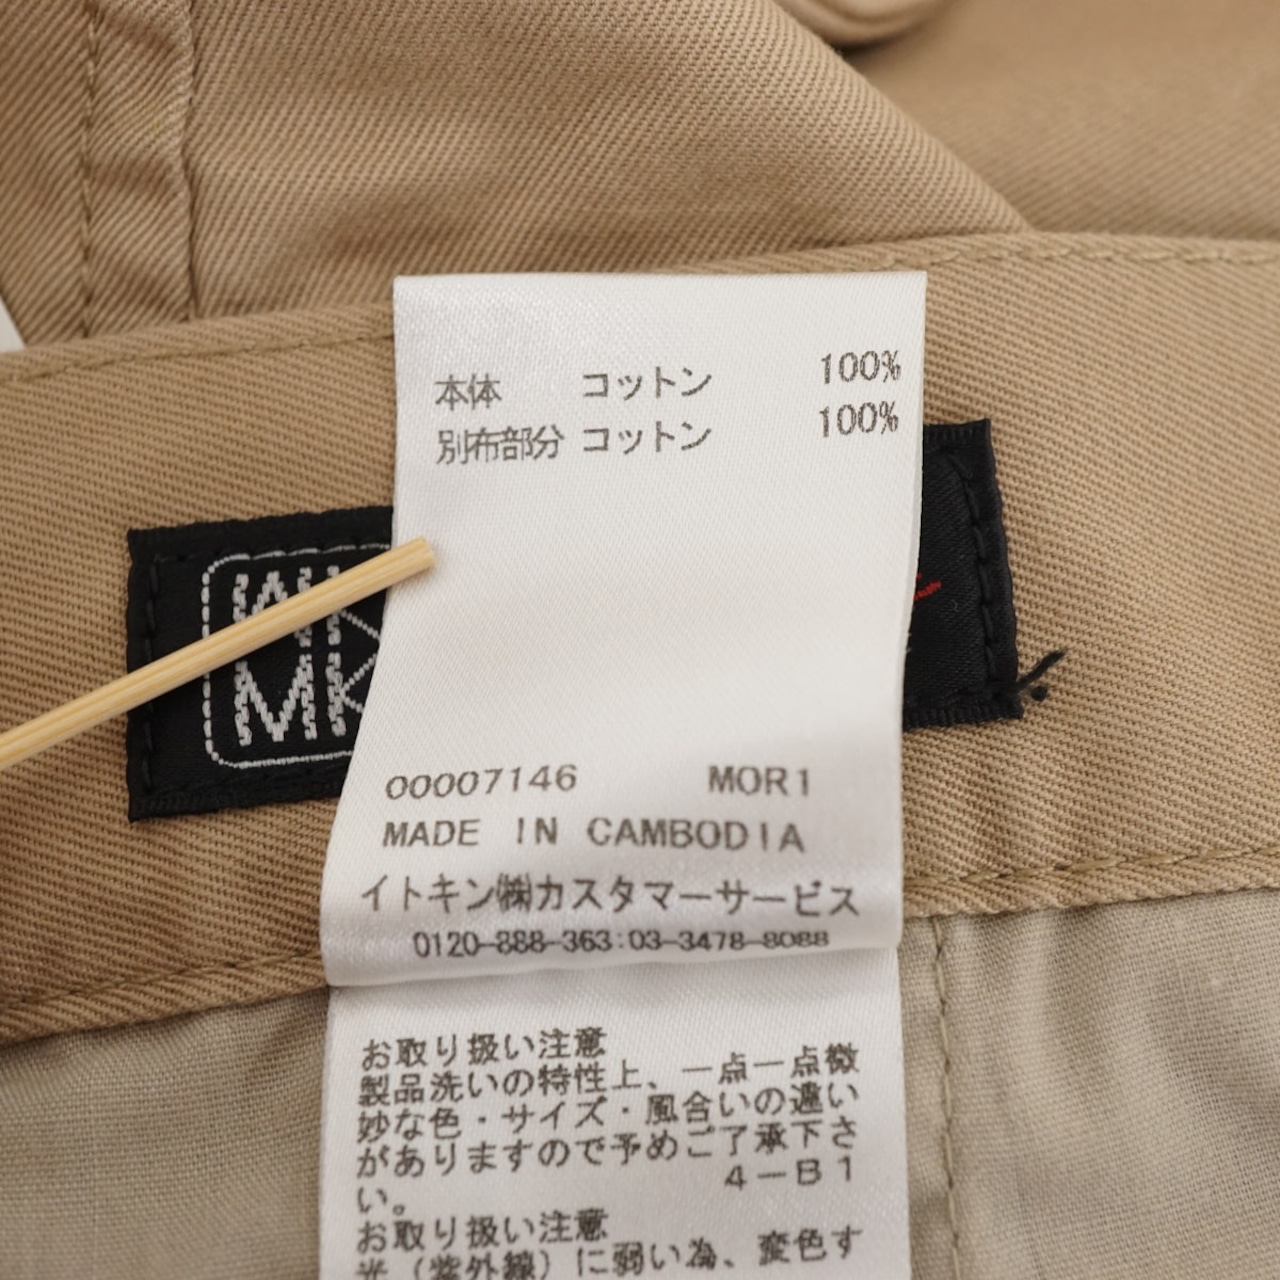 本体 コットン 100%
別布部分 コットン 100%
MK
00007146 MOR1
MADE IN CAMBODIA
イトキン㈱カスタマーサービス
0120-888-363:03-3478-8088
お取り扱い注意
製品洗いの特性上、一点一点微
妙な色・サイズ・風合いの違い
がありますので予めご了承下さ
い。 4-B1
お取り扱い注意
光（紫外線）に弱い為、変色す